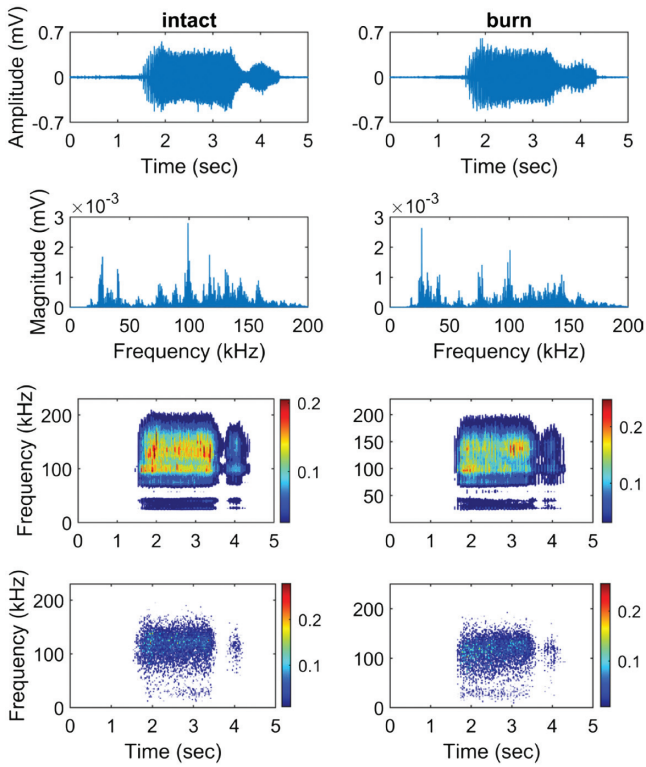 intact
burn
Amplitude (mV)
0.7
0
-0.7
0 1 2 3 4 5
Time (sec)
0.7
0
-0.7
0 1 2 3 4 5
Time (sec)
Magnitude (mV)
3 ×10⁻³
2
1
0
0 50 100 150 200
Frequency (kHz)
3 ×10⁻³
2
1
0
0 50 100 150 200
Frequency (kHz)
Frequency (kHz)
200
100
0
0 1 2 3 4 5
0.2
0.1
200
150
100
50
0 1 2 3 4 5
0.2
0.1
Frequency (kHz)
200
100
0
0 1 2 3 4 5
Time (sec)
0.2
0.1
200
100
0
0 1 2 3 4 5
Time (sec)
0.2
0.1